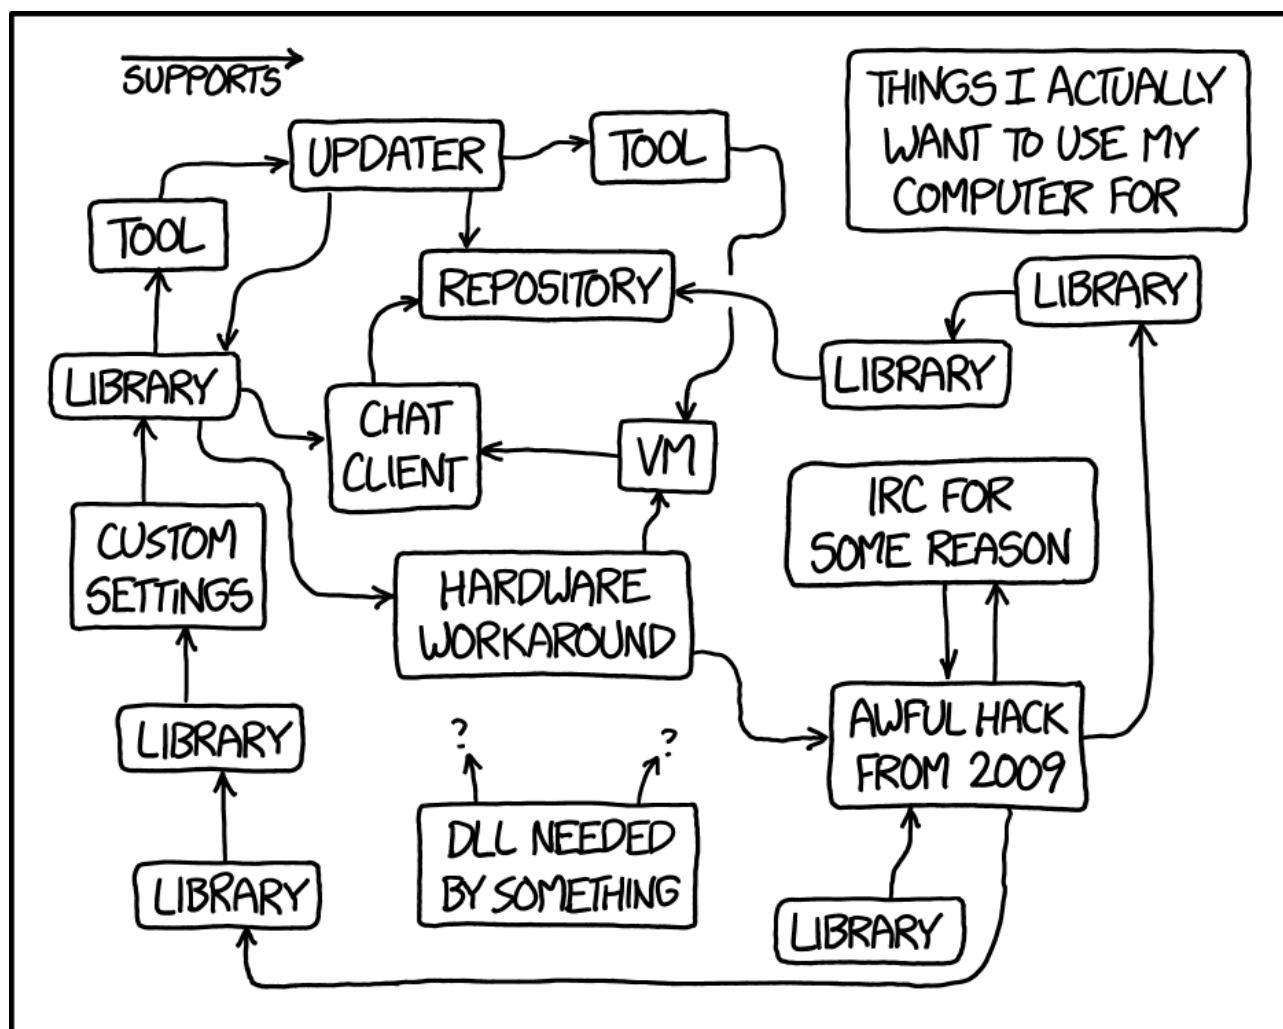 SUPPORTS
THINGS I ACTUALLY
WANT TO USE MY
COMPUTER FOR
UPDATER
TOOL
TOOL
REPOSITORY
LIBRARY
LIBRARY
LIBRARY
CHAT
CLIENT
VM
IRC FOR
SOME REASON
CUSTOM
SETTINGS
HARDWARE
WORKAROUND
LIBRARY
AWFUL HACK
FROM 2009
?
?
DLL NEEDED
BY SOMETHING
LIBRARY
LIBRARY